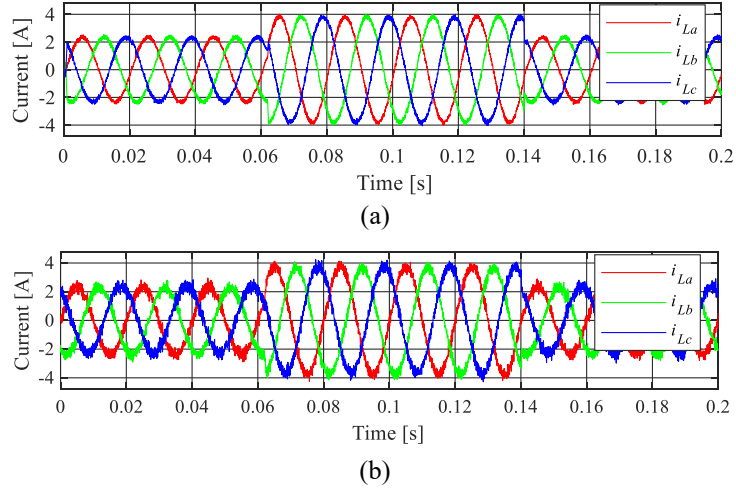 4
2
0
-2
-4
Current [A]
i_La
i_Lb
i_Lc
0 0.02 0.04 0.06 0.08 0.1 0.12 0.14 0.16 0.18 0.2
Time [s]
(a)
4
2
0
-2
-4
Current [A]
i_La
i_Lb
i_Lc
0 0.02 0.04 0.06 0.08 0.1 0.12 0.14 0.16 0.18 0.2
Time [s]
(b)